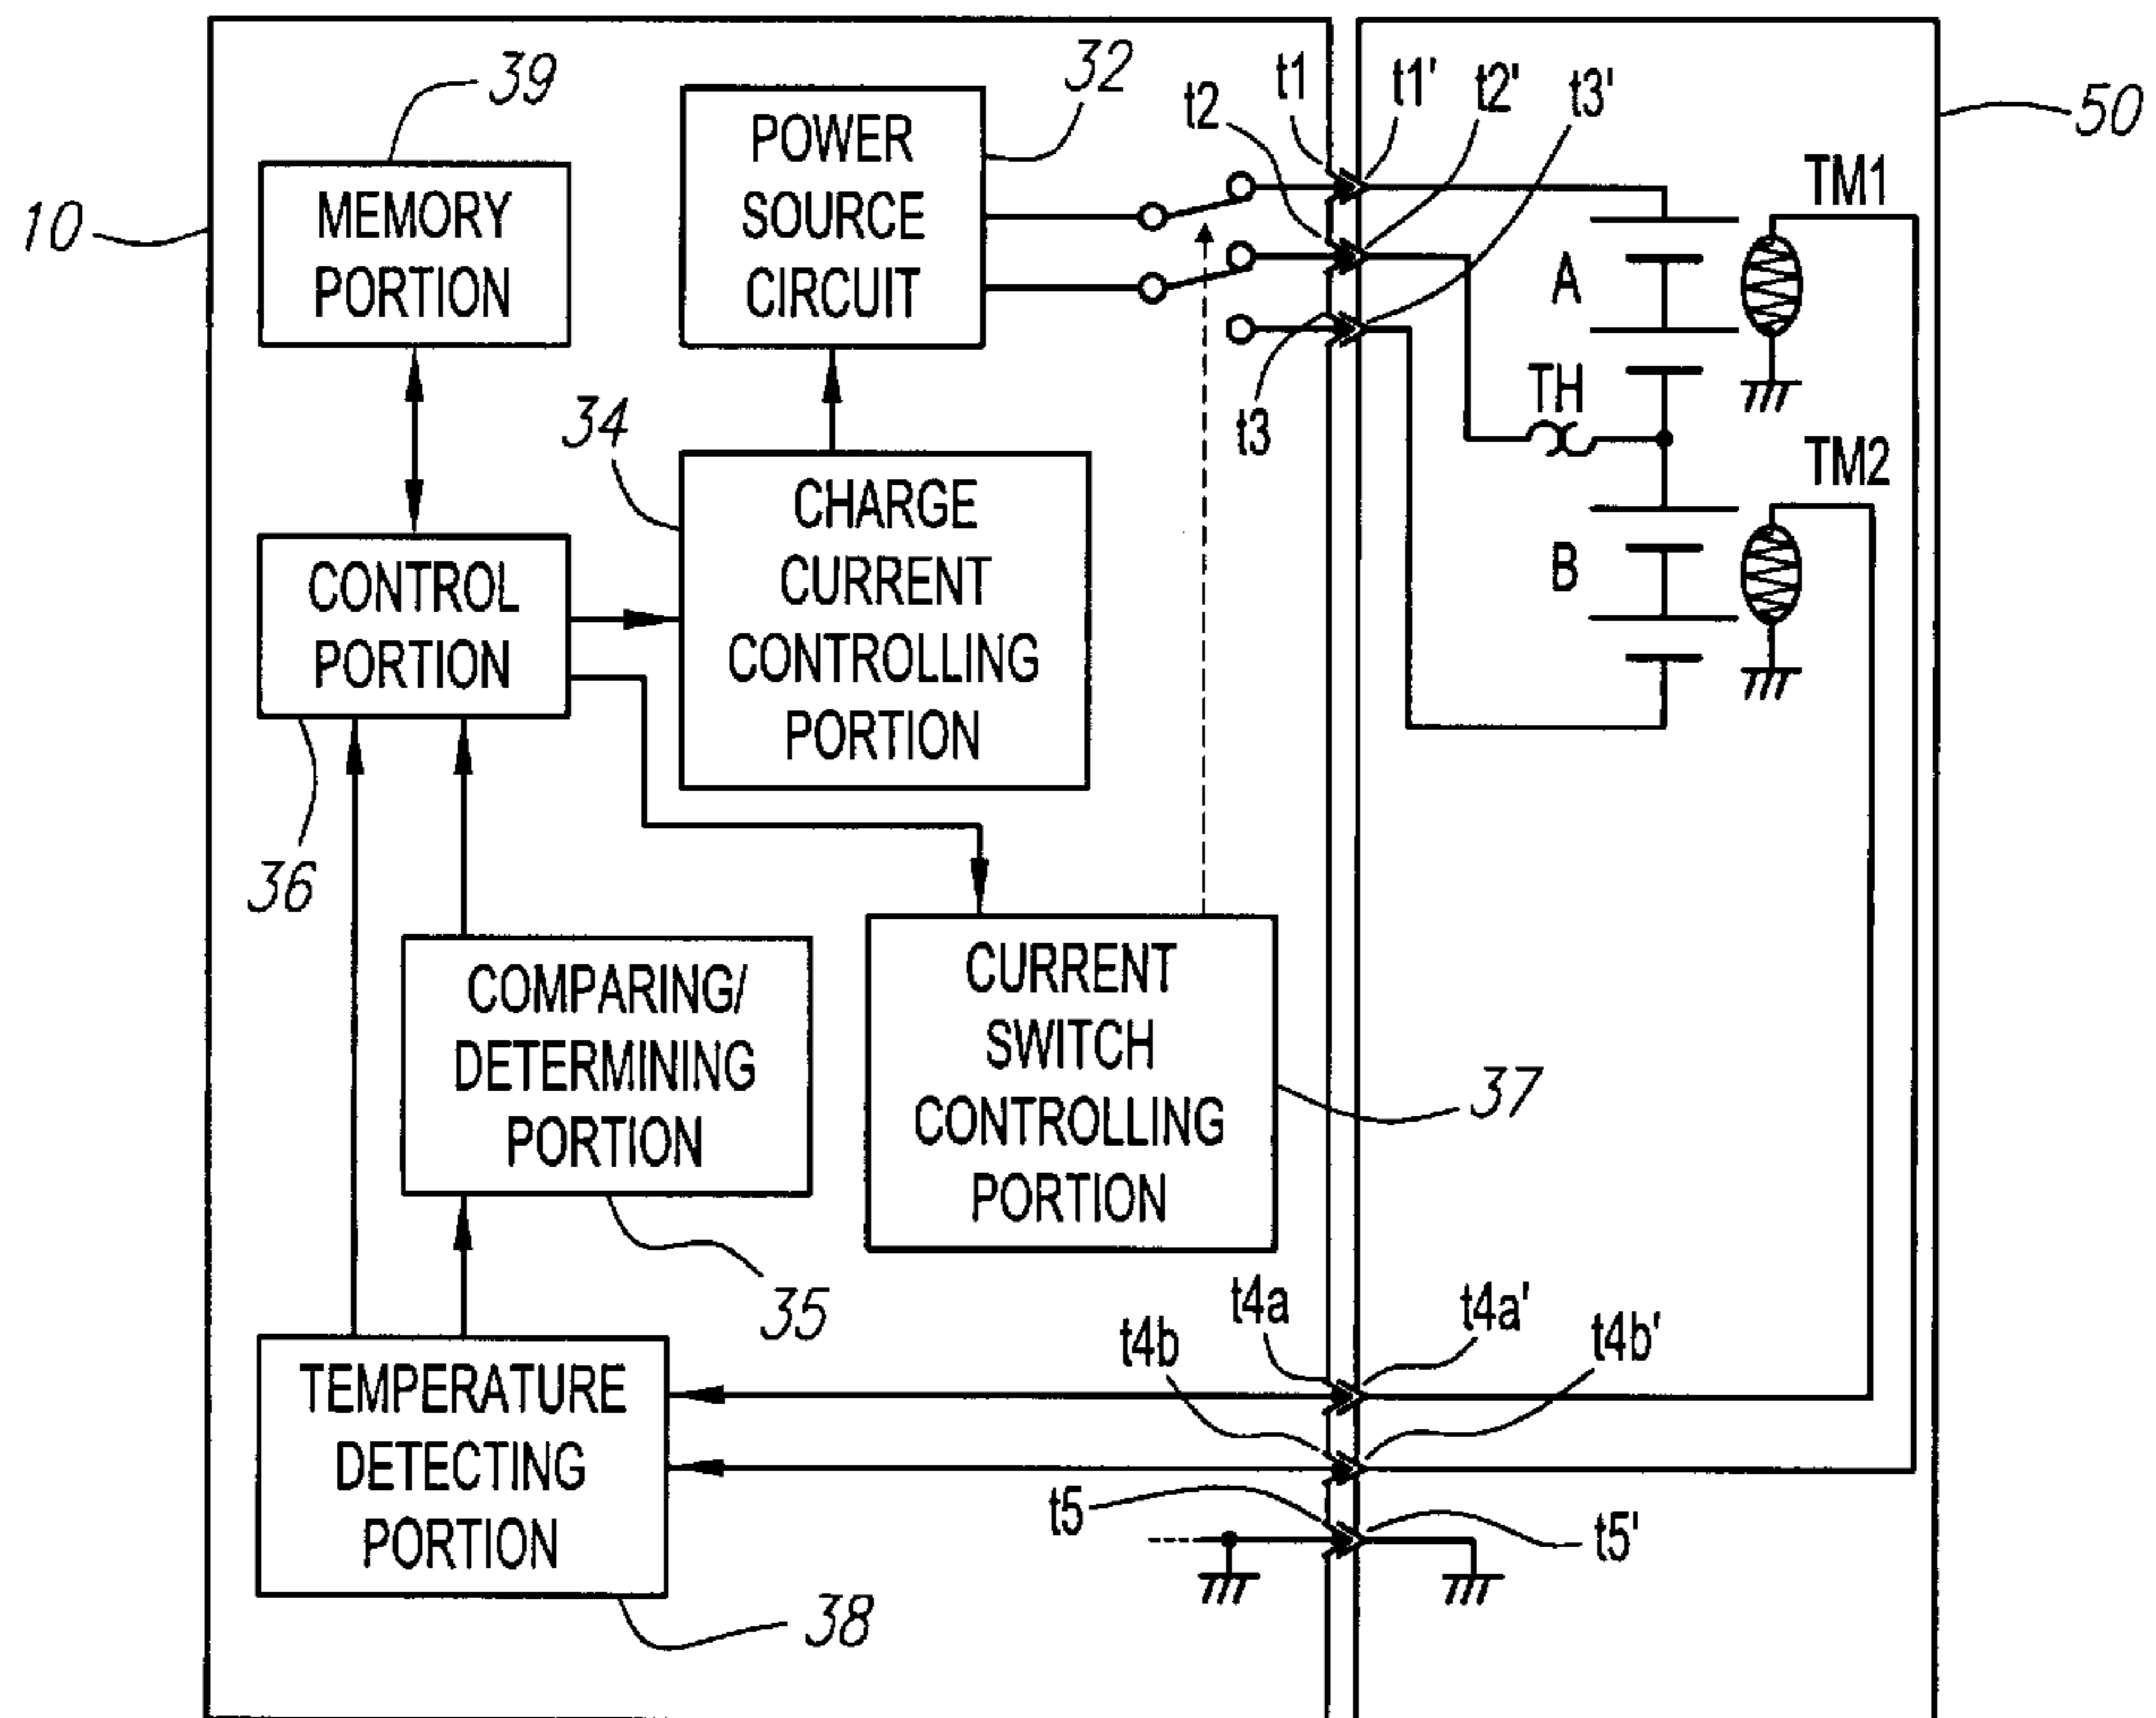 10
39
MEMORY
PORTION
32
POWER
SOURCE
CIRCUIT
t1
t2
t3
t1'
t2'
t3'
50
TM1
A
TH
TM2
B
34
CHARGE
CURRENT
CONTROLLING
PORTION
CONTROL
PORTION
36
COMPARING/
DETERMINING
PORTION
35
CURRENT
SWITCH
CONTROLLING
PORTION
37
TEMPERATURE
DETECTING
PORTION
38
t4a
t4b
t4a'
t4b'
t5
t5'